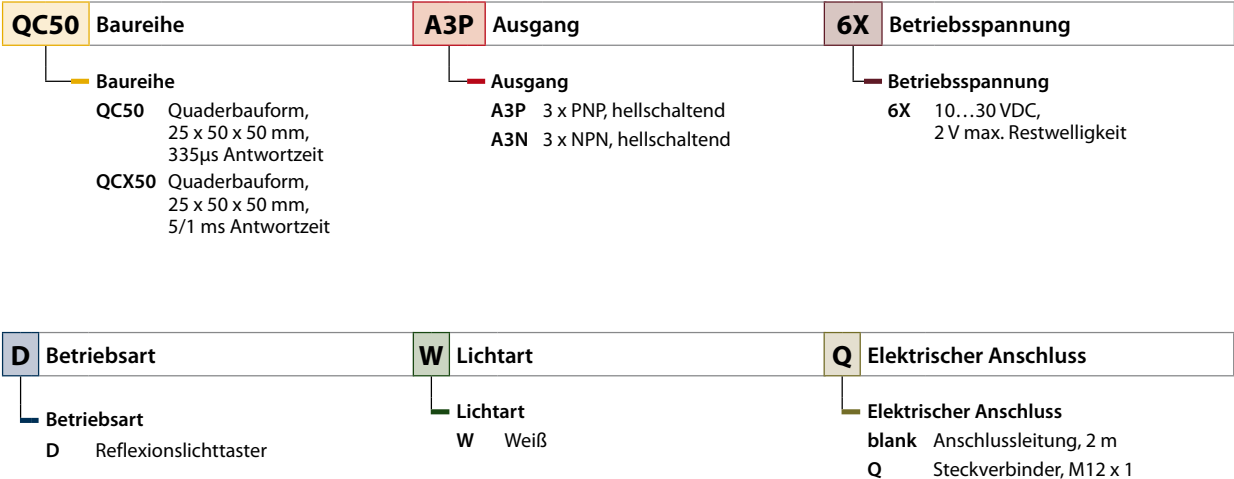 QC50 Baureihe
A3P Ausgang
6X Betriebsspannung
Baureihe
QC50 Quaderbauform,
25 x 50 x 50 mm,
335µs Antwortzeit
QCX50 Quaderbauform,
25 x 50 x 50 mm,
5/1 ms Antwortzeit
Ausgang
A3P 3 x PNP, hellschaltend
A3N 3 x NPN, hellschaltend
Betriebsspannung
6X 10…30 VDC,
2 V max. Restwelligkeit
D Betriebsart
W Lichtart
Q Elektrischer Anschluss
Betriebsart
D Reflexionslichttaster
Lichtart
W Weiß
Elektrischer Anschluss
blank Anschlussleitung, 2 m
Q Steckverbinder, M12 x 1